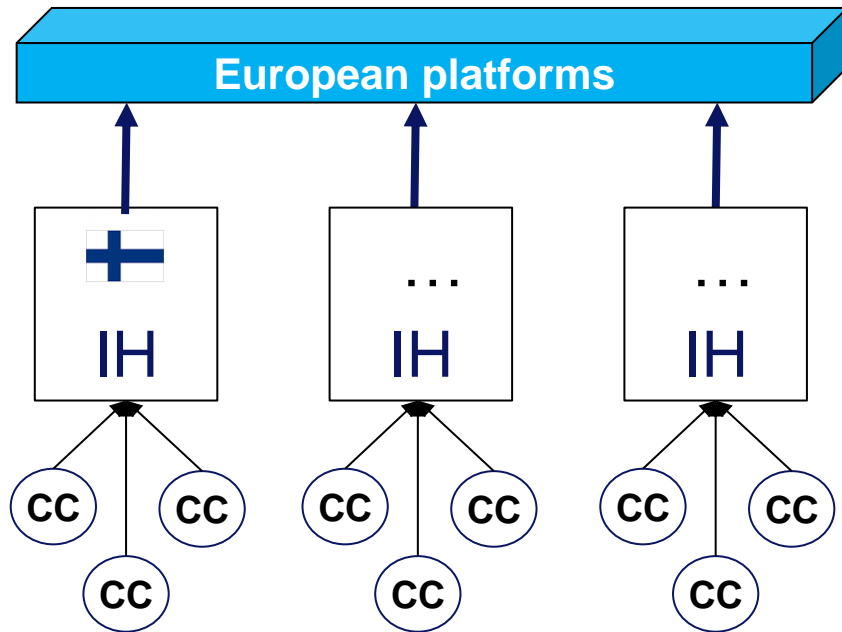 European platforms
... ...
IH IH IH
CC CC CC CC CC CC
CC CC CC